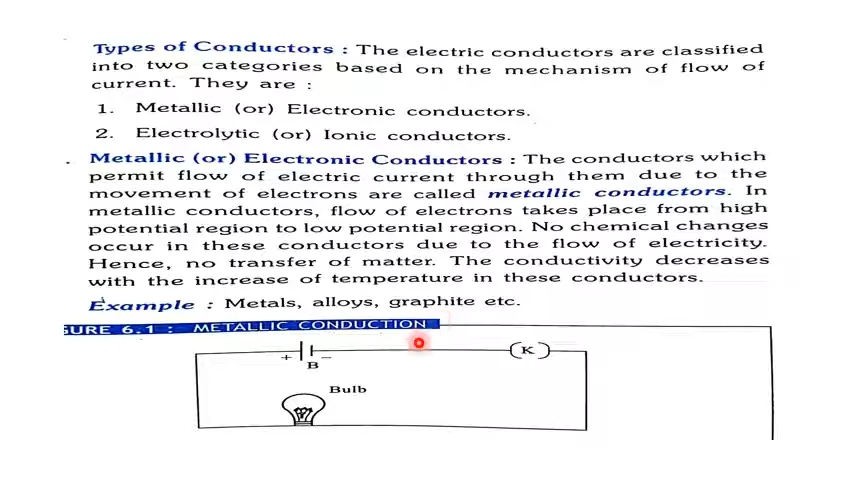 Types of Conductors : The electric conductors are classified
into two categories based on the mechanism of flow of
current. They are :
1. Metallic (or) Electronic conductors.
2. Electrolytic (or) Ionic conductors.
Metallic (or) Electronic Conductors : The conductors which
permit flow of electric current through them due to the
movement of electrons are called metallic conductors. In
metallic conductors, flow of electrons takes place from high
potential region to low potential region. No chemical changes
occur in these conductors due to the flow of electricity.
Hence, no transfer of matter. The conductivity decreases
with the increase of temperature in these conductors.
Example : Metals, alloys, graphite etc.
GURE 6.1 : METALLIC CONDUCTION
+ – (K)
B
Bulb